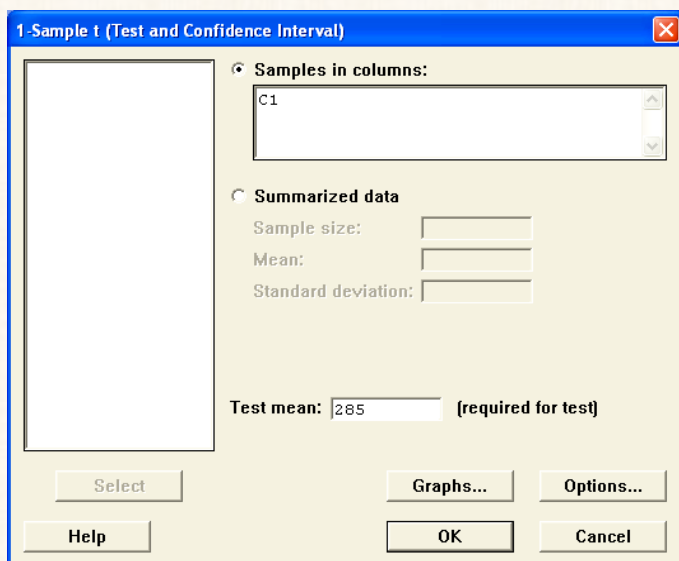 1-Sample t (Test and Confidence Interval)
Samples in columns:
C1
Summarized data
Sample size:
Mean:
Standard deviation:
Test mean: 285 (required for test)
Select Graphs... Options...
Help OK Cancel